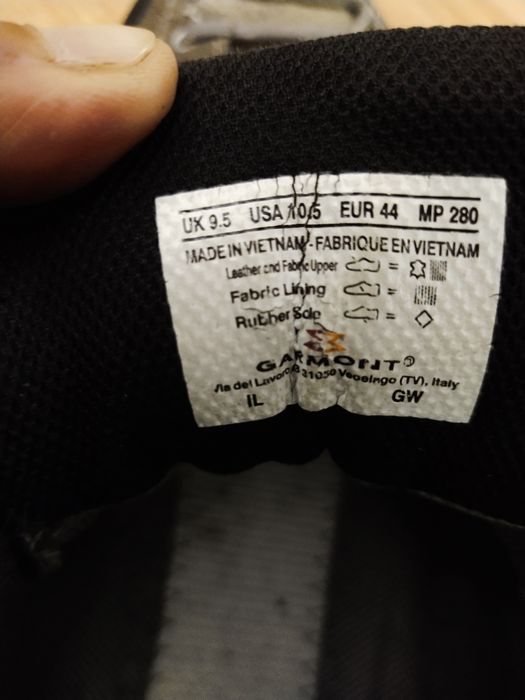 UK 9.5 USA 10.5 EUR 44 MP 280
MADE IN VIETNAM - FABRIQUE EN VIETNAM
Leather and Fabric Upper =
Fabric Lining =
Rubber Sole =
GARMONT®
Via del Lavoro 31050 Vedelago (TV), Italy
IL GW